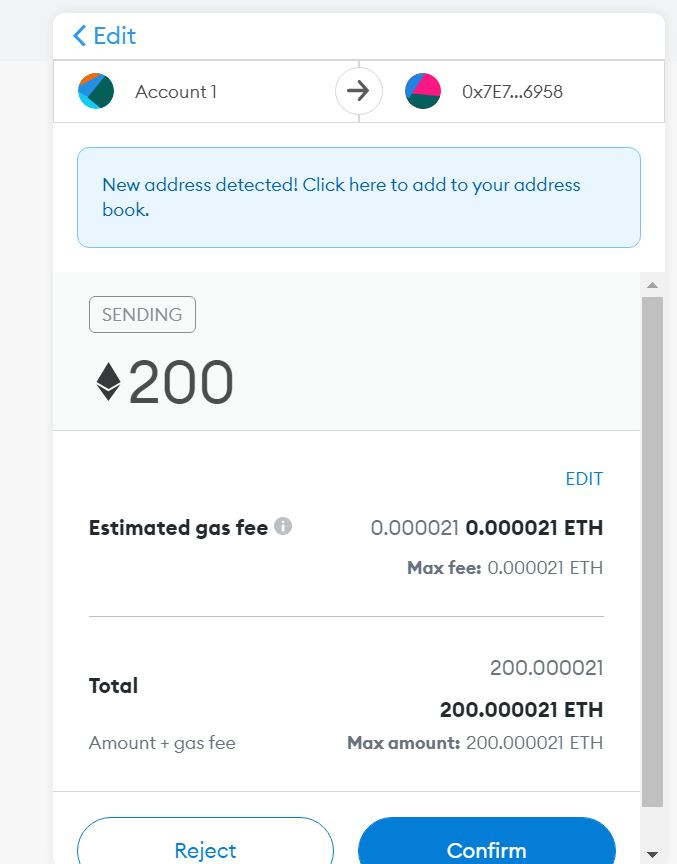 Edit
Account 1
0x7E7...6958
New address detected! Click here to add to your address
book.
SENDING
200
EDIT
Estimated gas fee
0.000021 0.000021 ETH
Max fee: 0.000021 ETH
200.000021
Total
200.000021 ETH
Amount + gas fee
Max amount: 200.000021 ETH
Reject
Confirm